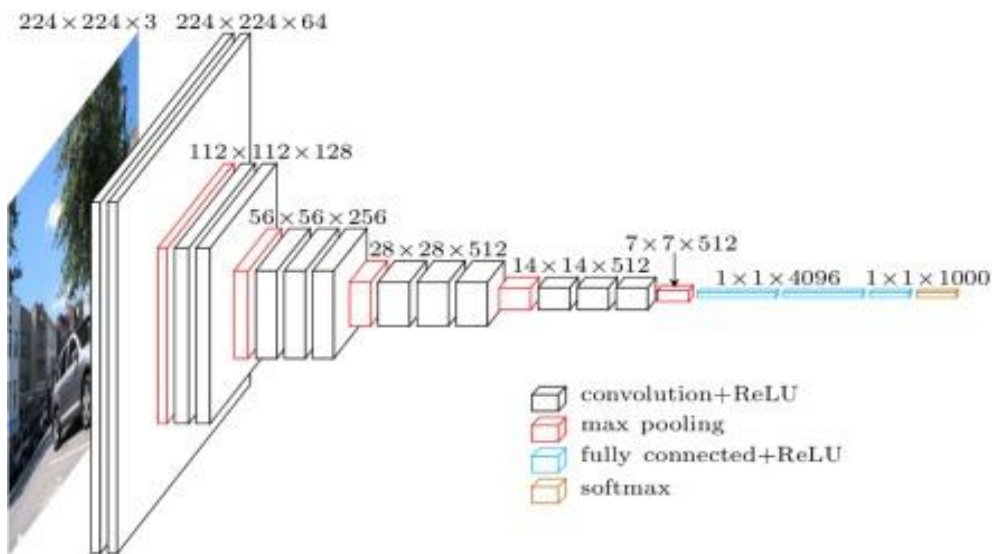 224 × 224 × 3
224 × 224 × 64
112 × 112 × 128
56 × 56 × 256
28 × 28 × 512
14 × 14 × 512
7 × 7 × 512
1 × 1 × 4096
1 × 1 × 1000
convolution+ReLU
max pooling
fully connected+ReLU
softmax